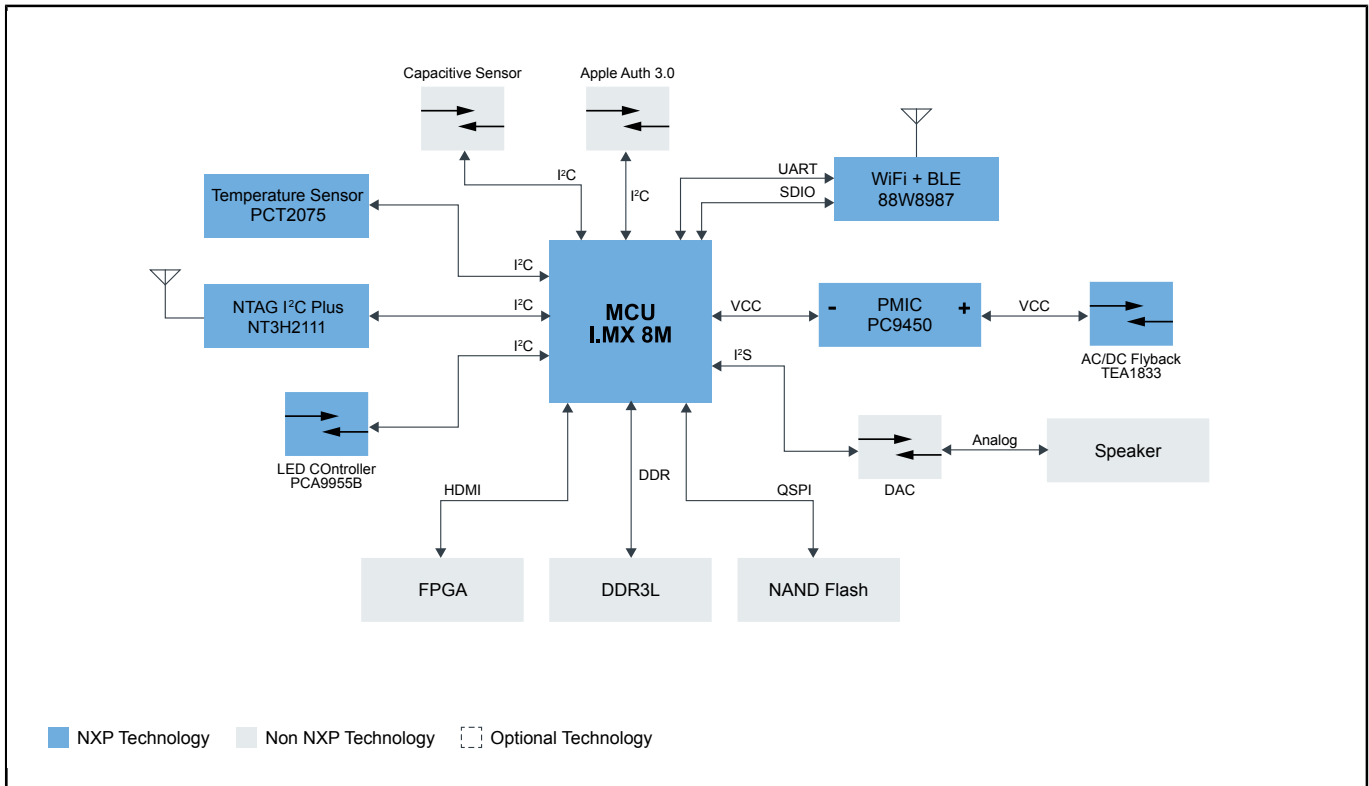 Capacitive Sensor
Apple Auth 3.0
I²C
I²C
UART
SDIO
WiFi + BLE
88W8987
Temperature Sensor
PCT2075
I²C
NTAG I²C Plus
NT3H2111
I²C
I²C
MCU
I.MX 8M
VCC
- PMIC +
PC9450
VCC
AC/DC Flyback
TEA1833
I²S
LED COntroller
PCA9955B
DAC
Analog
Speaker
HDMI
DDR
QSPI
FPGA
DDR3L
NAND Flash
NXP Technology
Non NXP Technology
Optional Technology